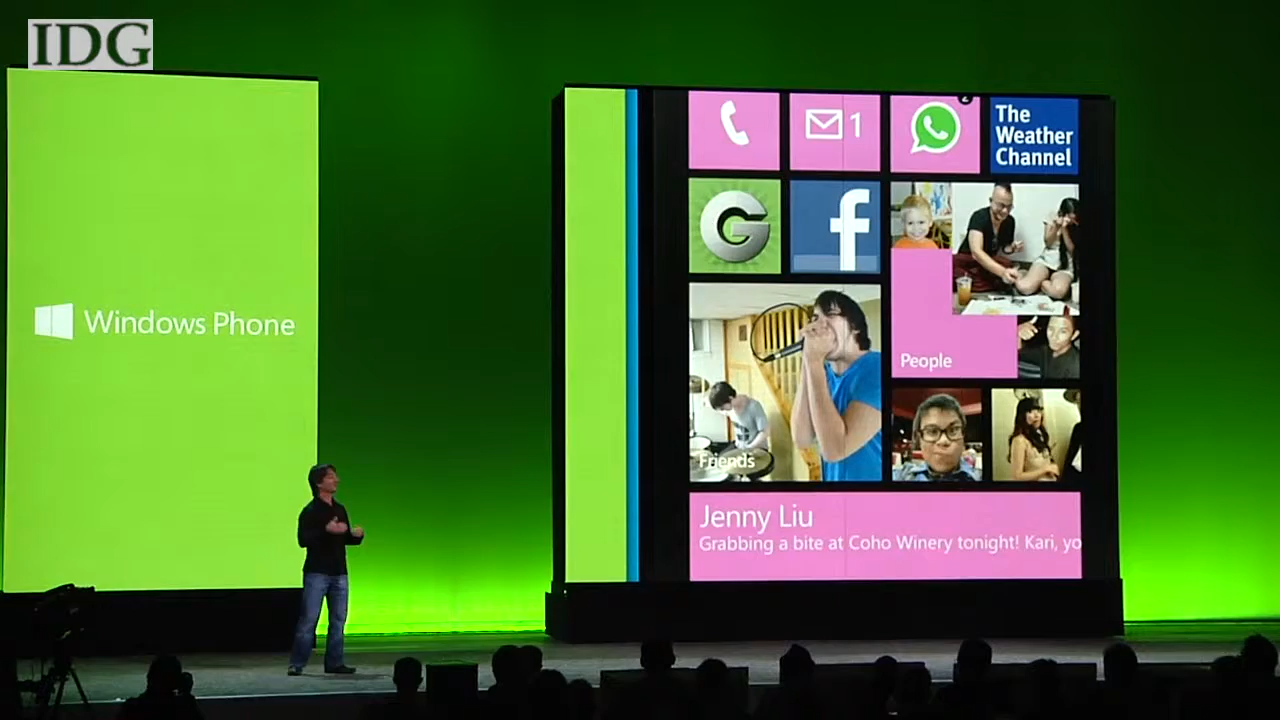 IDG
Windows Phone
1
2
The
Weather
Channel
G
f
People
Friends
Jenny Liu
Grabbing a bite at Coho Winery tonight! Kari, yo